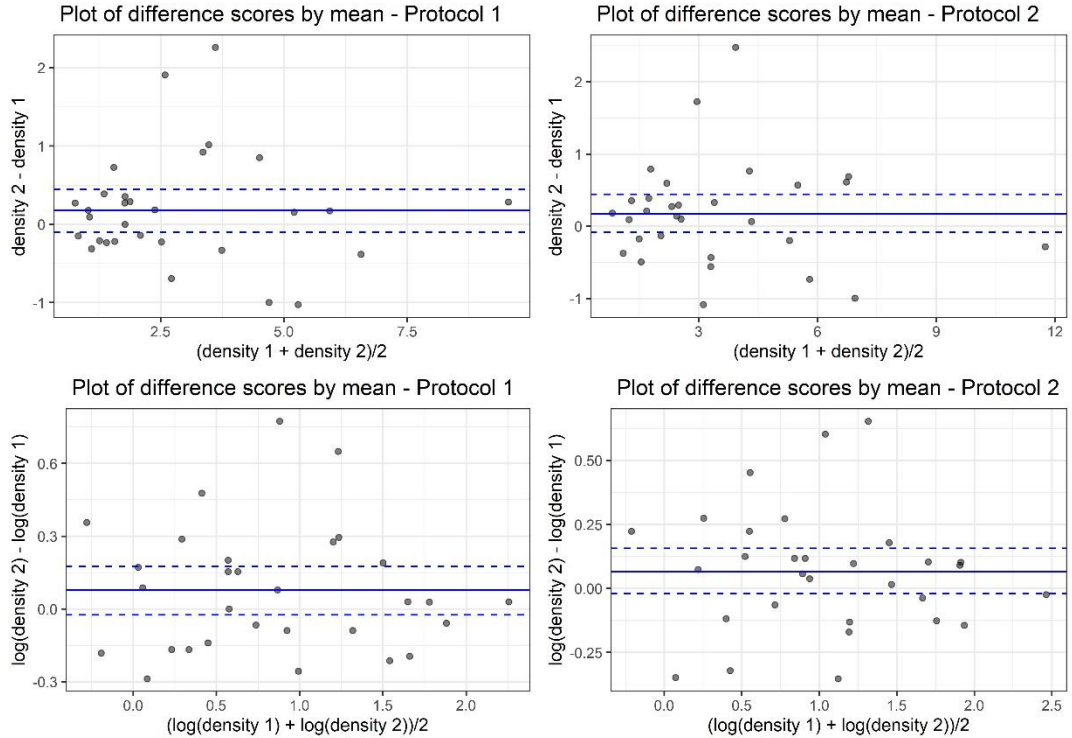 Plot of difference scores by mean - Protocol 1
density 2 - density 1
2
1
0
-1
2.5
5.0
7.5
(density 1 + density 2)/2
Plot of difference scores by mean - Protocol 2
density 2 - density 1
2
1
0
-1
3
6
9
12
(density 1 + density 2)/2
Plot of difference scores by mean - Protocol 1
log(density 2) - log(density 1)
0.6
0.3
0.0
-0.3
0.0
0.5
1.0
1.5
2.0
(log(density 1) + log(density 2))/2
Plot of difference scores by mean - Protocol 2
log(density 2) - log(density 1)
0.50
0.25
0.00
-0.25
0.0
0.5
1.0
1.5
2.0
2.5
(log(density 1) + log(density 2))/2